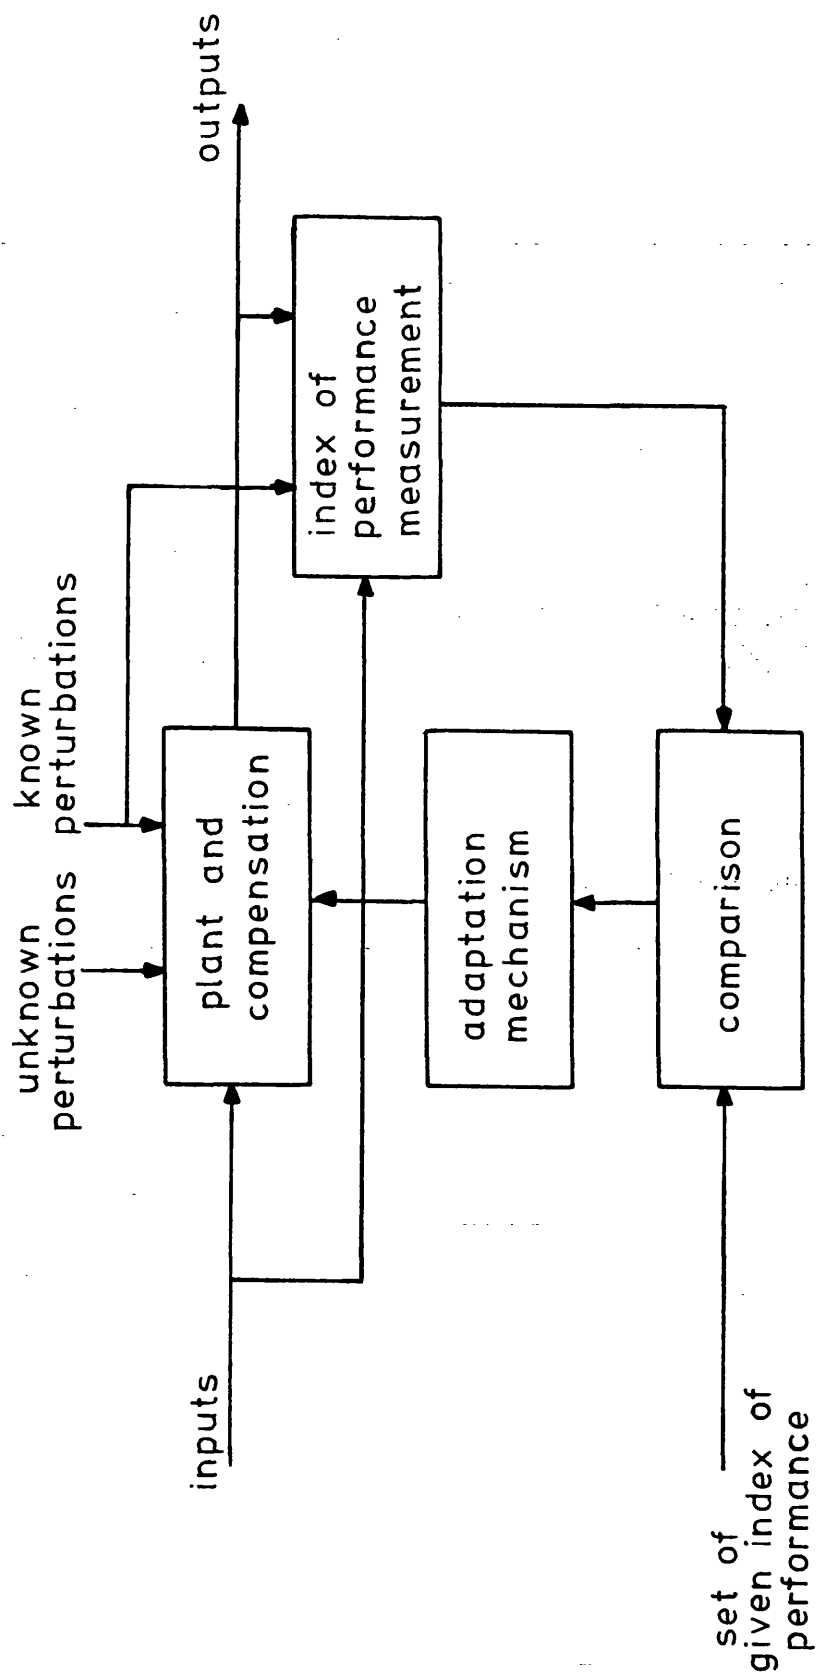 unknown
perturbations
known
perturbations
inputs
plant and
compensation
outputs
index of
performance
measurement
adaptation
mechanism
comparison
set of
given index of
performance